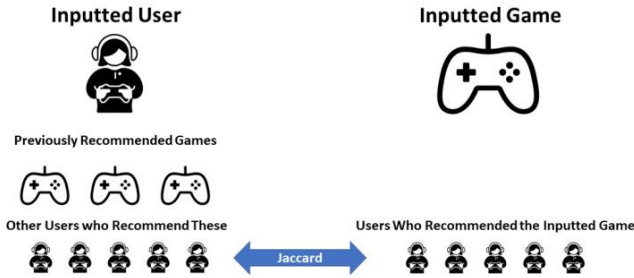 Inputted User
Inputted Game
Previously Recommended Games
Other Users who Recommend These
Users Who Recommended the Inputted Game
Jaccard